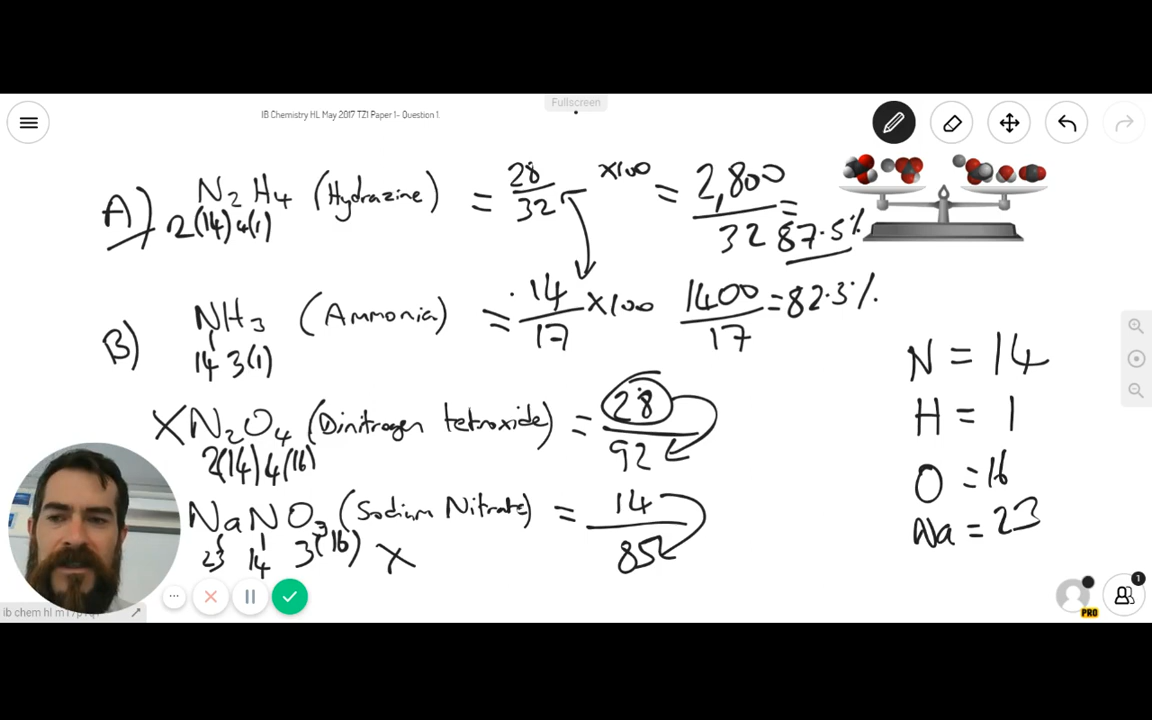 Fullscreen
IB Chemistry HL May 2017 TZ1 Paper 1- Question 1.
A) N2H4 (Hydrazine) = 28/32 x100 = 2,800/32 = 87.5%
2(14) 4(1)
B) NH3 (Ammonia) = 14/17 x100 1400/17 = 82.3%
14 3(1)
X N2O4 (Dinitrogen tetroxide) = 28/92
2(14) 4(16)
NaNO3 (Sodium Nitrate) = 14/85
23 14 3(16) X
N = 14
H = 1
O = 16
Na = 23
1
PRO